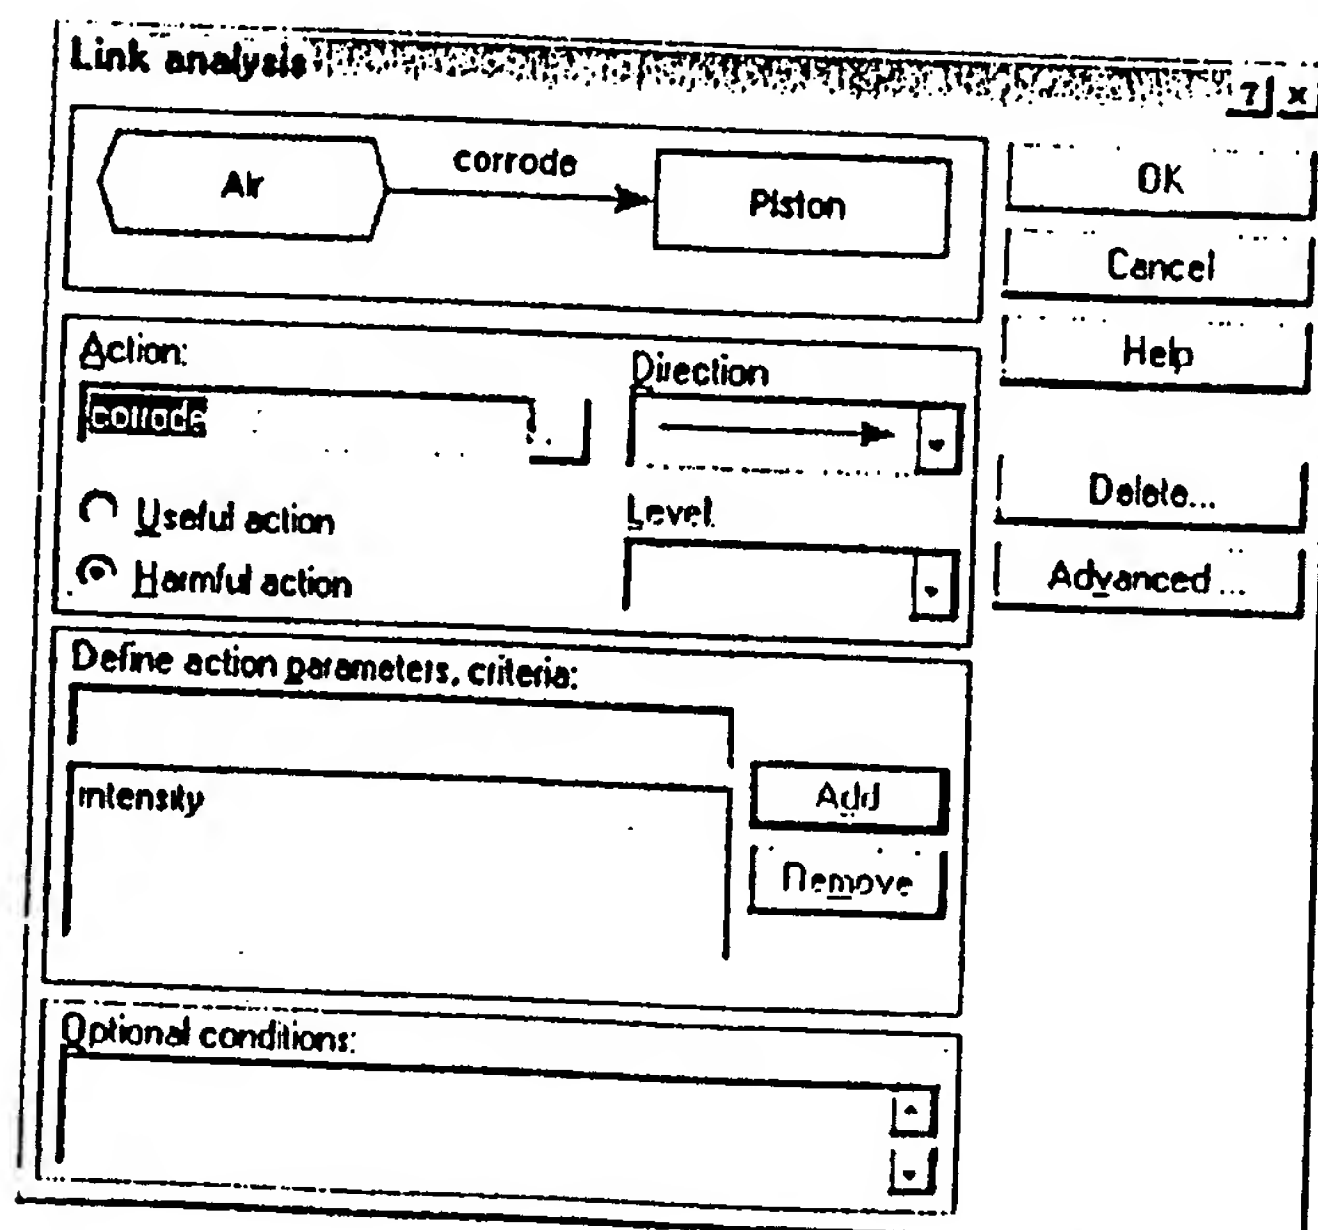 Link analysis
? x
Air corrode Piston
OK
Cancel
Help
Action:
corrode
Direction
Useful action
Harmful action
Level
Delete...
Advanced...
Define action parameters, criteria:
intensity
Add
Remove
Optional conditions: